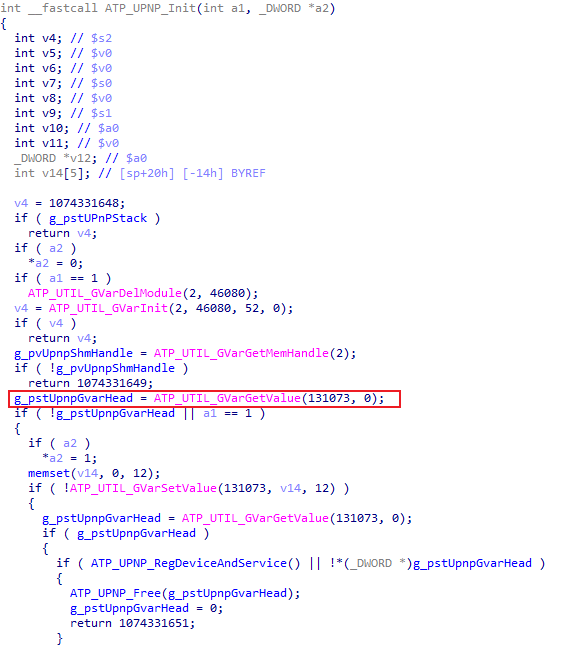 int __fastcall ATP_UPNP_Init(int a1, _DWORD *a2)
{
  int v4; // $s2
  int v5; // $v0
  int v6; // $v0
  int v7; // $s0
  int v8; // $v0
  int v9; // $s1
  int v10; // $a0
  int v11; // $v0
  _DWORD *v12; // $a0
  int v14[5]; // [sp+20h] [-14h] BYREF

  v4 = 1074331648;
  if ( g_pstUPnPStack )
    return v4;
  if ( a2 )
    *a2 = 0;
  if ( a1 == 1 )
    ATP_UTIL_GVarDelModule(2, 46080);
  v4 = ATP_UTIL_GVarInit(2, 46080, 52, 0);
  if ( v4 )
    return v4;
  g_pvUpnpShmHandle = ATP_UTIL_GVarGetMemHandle(2);
  if ( !g_pvUpnpShmHandle )
    return 1074331649;
  g_pstUpnpGvarHead = ATP_UTIL_GVarGetValue(131073, 0);
  if ( !g_pstUpnpGvarHead || a1 == 1 )
  {
    if ( a2 )
      *a2 = 1;
    memset(v14, 0, 12);
    if ( !ATP_UTIL_GVarSetValue(131073, v14, 12) )
    {
      g_pstUpnpGvarHead = ATP_UTIL_GVarGetValue(131073, 0);
      if ( g_pstUpnpGvarHead )
      {
        if ( ATP_UPNP_RegDeviceAndService() || !*(_DWORD *)g_pstUpnpGvarHead )
        {
          ATP_UPNP_Free(g_pstUpnpGvarHead);
          g_pstUpnpGvarHead = 0;
          return 1074331651;
        }